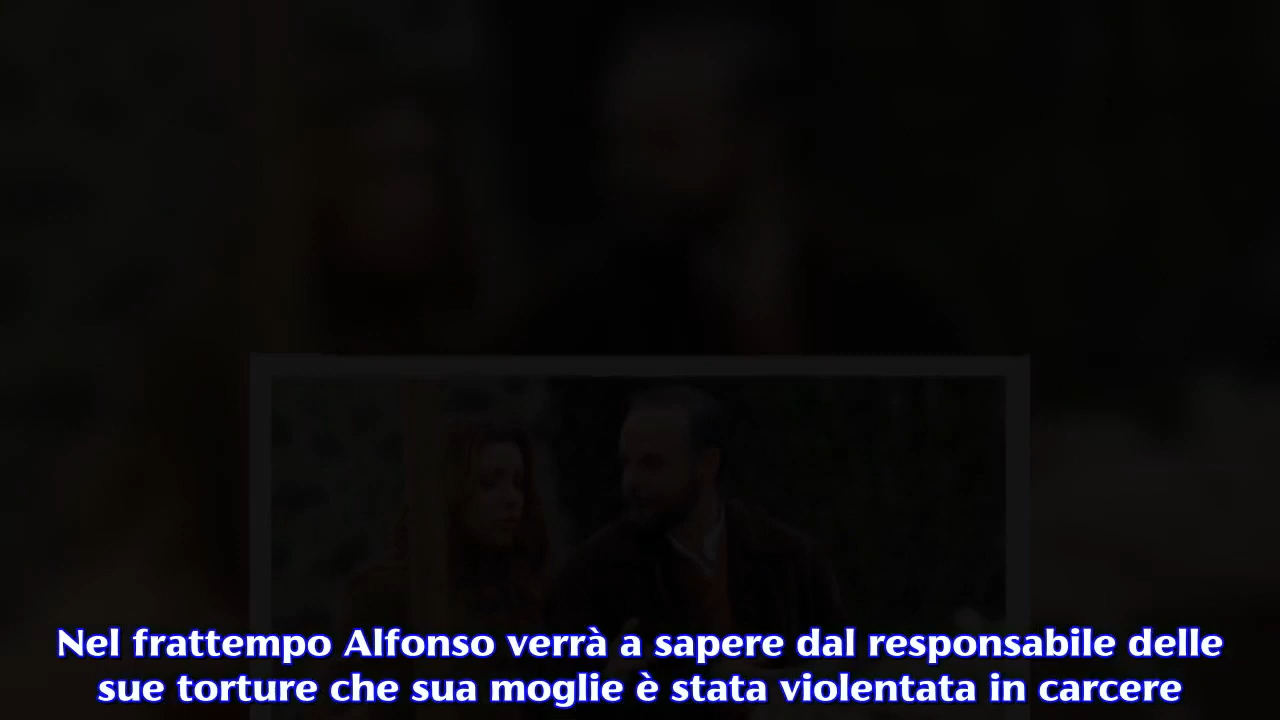 Nel frattempo Alfonso verrà a sapere dal responsabile delle
sue torture che sua moglie è stata violentata in carcere